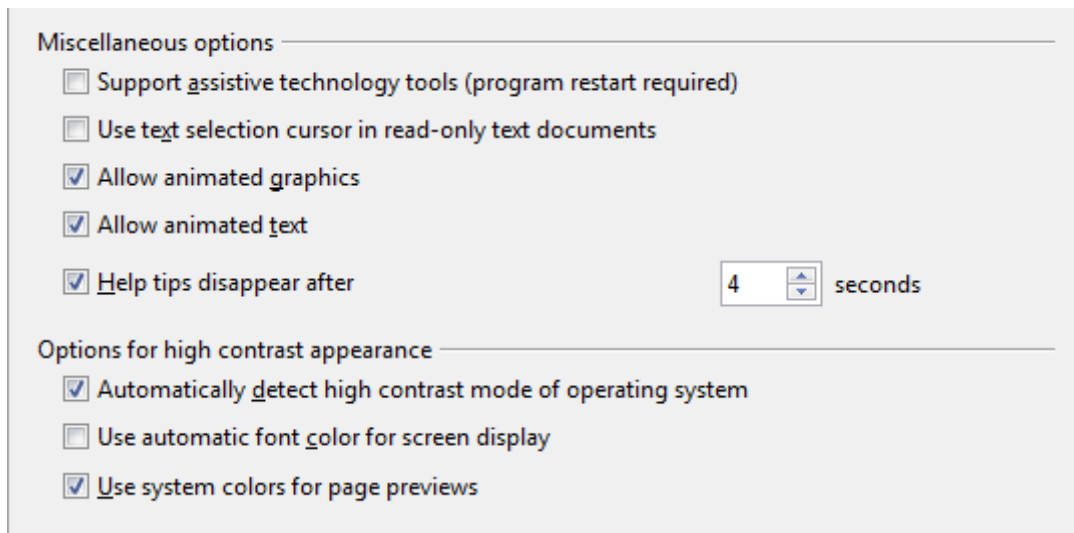 Miscellaneous options
Support assistive technology tools (program restart required)
Use text selection cursor in read-only text documents
Allow animated graphics
Allow animated text
Help tips disappear after 4 seconds
Options for high contrast appearance
Automatically detect high contrast mode of operating system
Use automatic font color for screen display
Use system colors for page previews